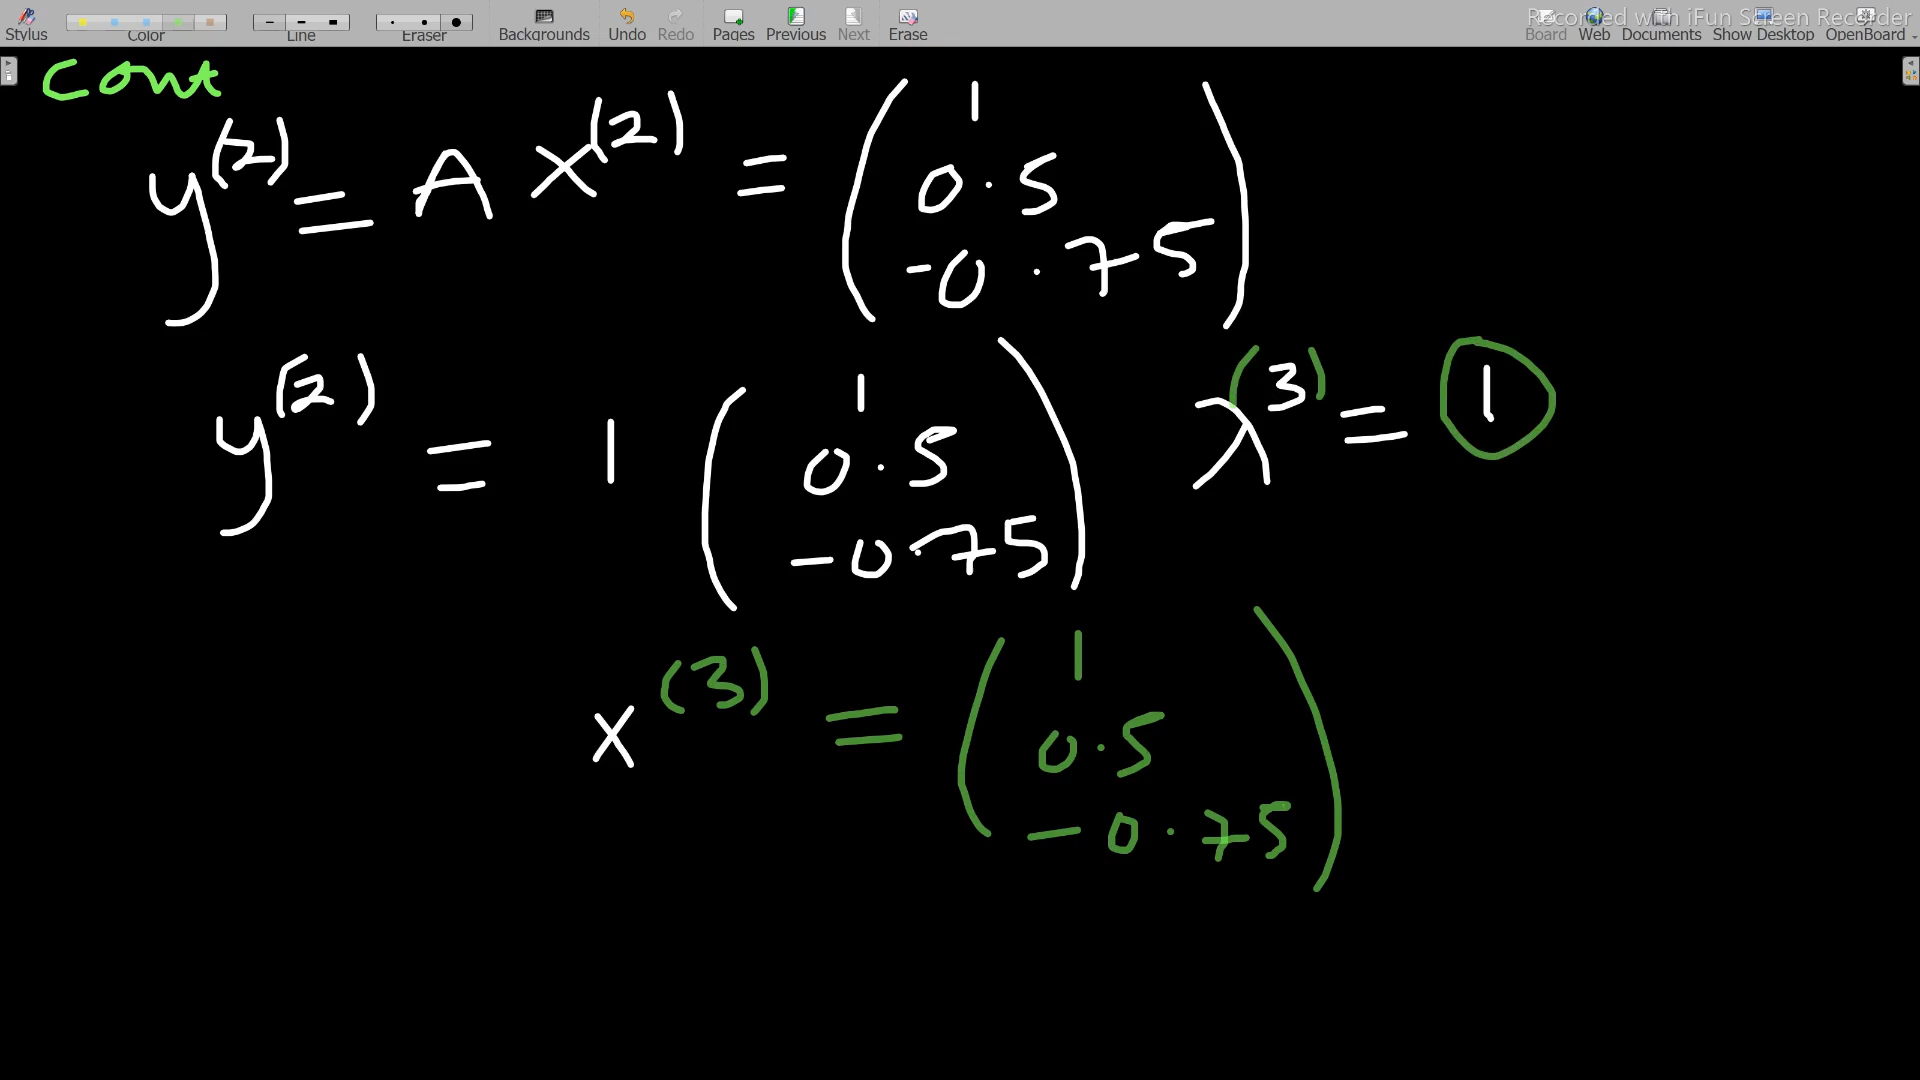 Recorded with iFun Screen Recorder
Stylus Color Line Eraser Backgrounds Undo Redo Pages Previous Next Erase Board Web Documents Show Desktop OpenBoard
Cont
y^(2) = A x^(2) = ( 1
0.5
-0.75 )
y^(2) = 1 ( 1
0.5
-0.75 ) λ^(3) = 1
x^(3) = ( 1
0.5
-0.75 )